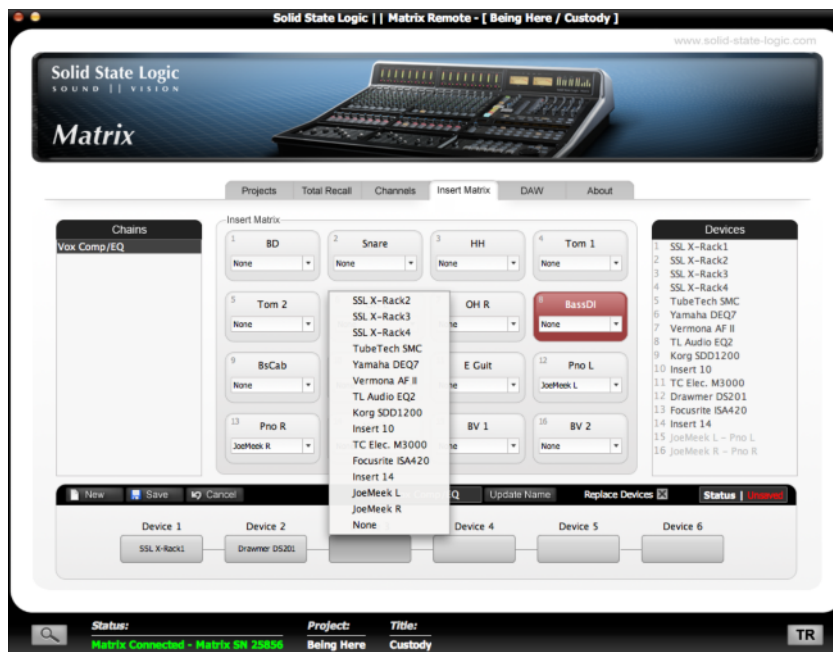 Solid State Logic || Matrix Remote - [ Being Here / Custody ]
www.solid-state-logic.com
Solid State Logic
SOUND || VISION
Matrix
Projects
Total Recall
Channels
Insert Matrix
DAW
About
Chains
Vox Comp/EQ
Insert Matrix
1 BD
None
2 Snare
None
3 HH
None
4 Tom 1
None
5 Tom 2
None
OH R
ne
8 BassDI
None
9 BsCab
None
E Guit
ne
12 Pno L
JoeMeek L
13 Pno R
JoeMeek R
BV 1
ne
16 BV 2
None
SSL X-Rack2
SSL X-Rack3
SSL X-Rack4
TubeTech SMC
Yamaha DEQ7
Vermona AF II
TL Audio EQ2
Korg SDD1200
Insert 10
TC Elec. M3000
Focusrite ISA420
Insert 14
JoeMeek L
JoeMeek R
None
Devices
1 SSL X-Rack1
2 SSL X-Rack2
3 SSL X-Rack3
4 SSL X-Rack4
5 TubeTech SMC
6 Yamaha DEQ7
7 Vermona AF II
8 TL Audio EQ2
9 Korg SDD1200
10 Insert 10
11 TC Elec. M3000
12 Drawmer DS201
13 Focusrite ISA420
14 Insert 14
15 JoeMeek L - Pno L
16 JoeMeek R - Pno R
New
Save
Cancel
EQ
Update Name
Replace Devices
Status | Unsaved
Device 1
Device 2
Device 4
Device 5
Device 6
SSL X-Rack1
Drawmer DS201
Status:
Matrix Connected - Matrix SN 25856
Project:
Being Here
Title:
Custody
TR